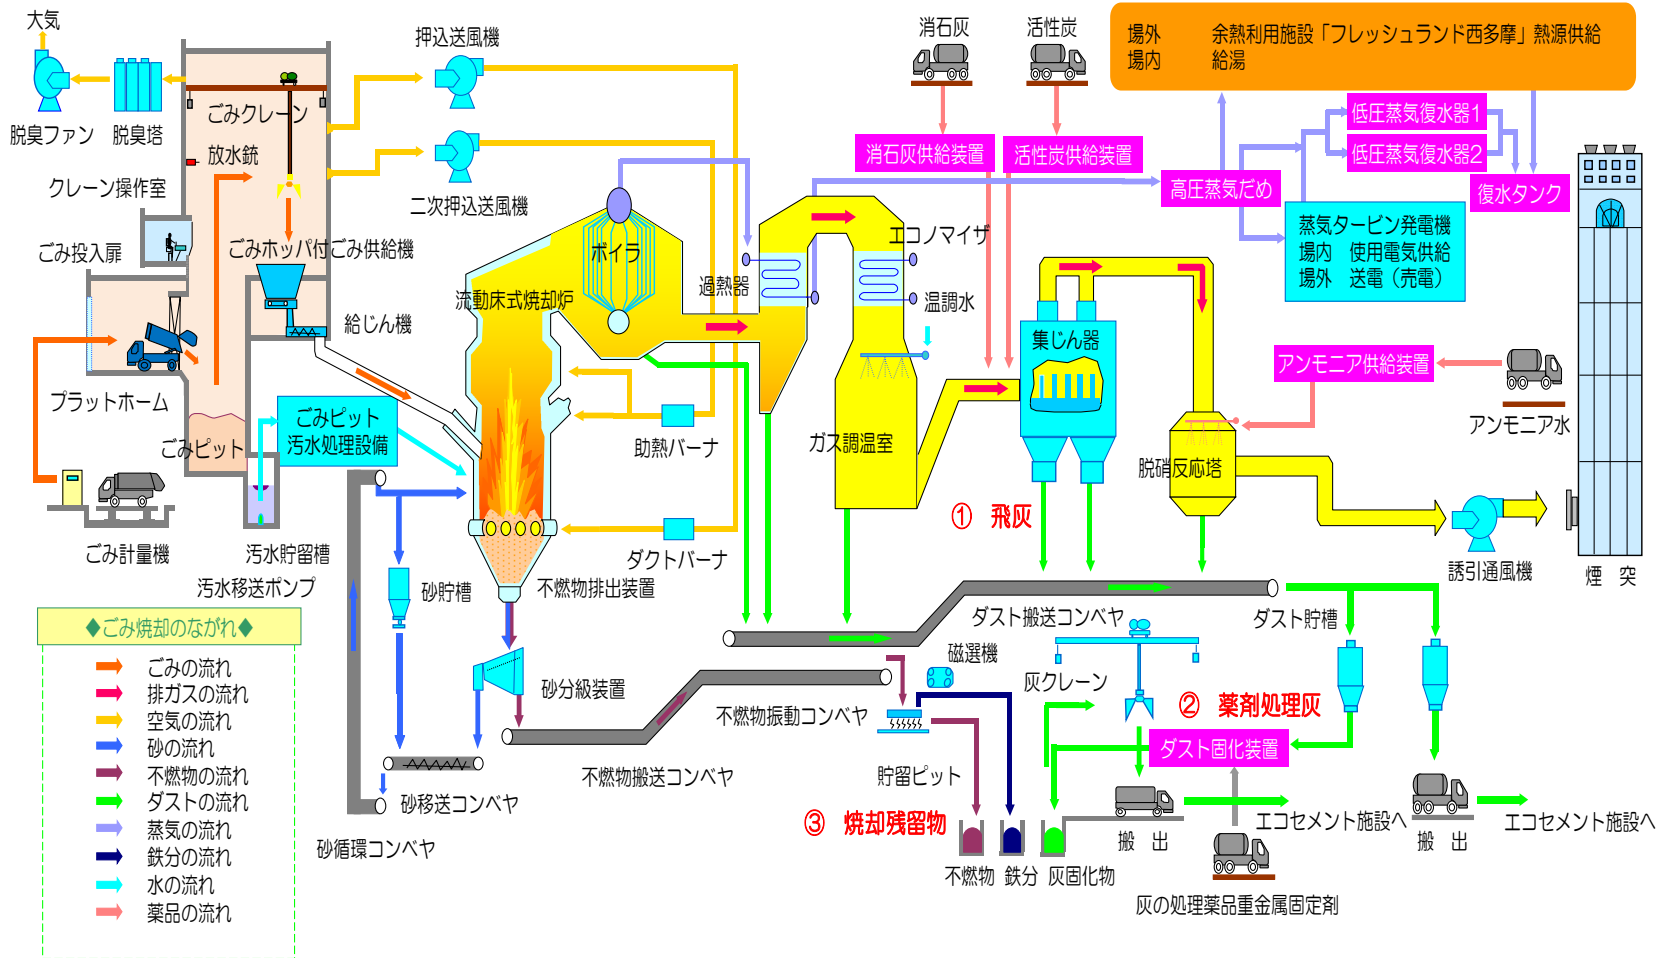 大気
脱臭ファン
脱臭塔
ごみクレーン
放水銃
クレーン操作室
ごみ投入扉
ごみホッパ付ごみ供給機
給じん機
プラットホーム
ごみピット
ごみピット
汚水処理設備
ごみ計量機
汚水貯留槽
汚水移送ポンプ
押込送風機
二次押込送風機
流動床式焼却炉
ボイラ
過熱器
エコノマイザ
温調水
ガス調温室
助熱バーナ
ダクトバーナ
不燃物排出装置
砂貯槽
砂分級装置
砂移送コンベヤ
砂循環コンベヤ
不燃物搬送コンベヤ
不燃物振動コンベヤ
磁選機
貯留ピット
消石灰
活性炭
消石灰供給装置
活性炭供給装置
集じん器
① 飛灰
場外 余熱利用施設「フレッシュランド西多摩」熱源供給
場内 給湯
低圧蒸気復水器1
低圧蒸気復水器2
高圧蒸気だめ
復水タンク
蒸気タービン発電機
場内 使用電気供給
場外 送電（売電）
アンモニア供給装置
アンモニア水
脱硝反応塔
誘引通風機
煙 突
ダスト搬送コンベヤ
ダスト貯槽
灰クレーン
② 薬剤処理灰
ダスト固化装置
③ 焼却残留物
不燃物
鉄分
灰固化物
搬 出
エコセメント施設へ
搬 出
エコセメント施設へ
灰の処理薬品重金属固定剤
◆ごみ焼却のながれ◆
ごみの流れ
排ガスの流れ
空気の流れ
砂の流れ
不燃物の流れ
ダストの流れ
蒸気の流れ
鉄分の流れ
水の流れ
薬品の流れ